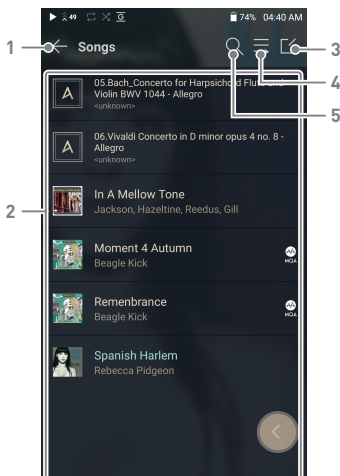 49 G 74% 04:40 AM
1 Songs 3
4
5
05.Bach_Concerto for Harpsichord Flute and
Violin BWV 1044 - Allegro
<unknown>
06.Vivaldi Concerto in D minor opus 4 no. 8 -
Allegro
<unknown>
2
In A Mellow Tone
Jackson, Hazeltine, Reedus, Gill
Moment 4 Autumn
Beagle Kick
MQA
Remenbrance
Beagle Kick
MQA
Spanish Harlem
Rebecca Pidgeon